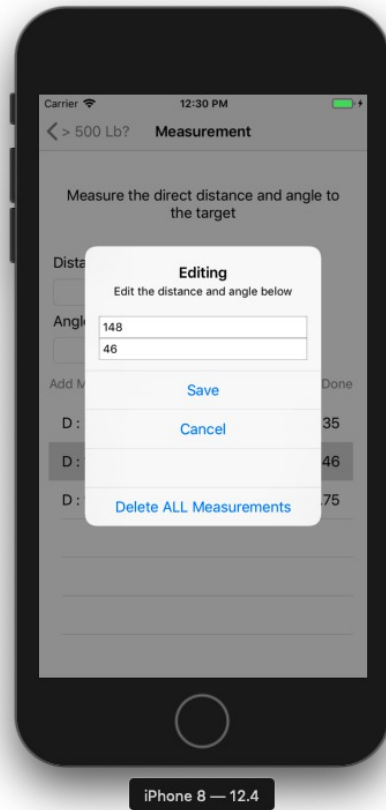 Carrier 12:30 PM
> 500 Lb? Measurement
Measure the direct distance and angle to
the target
Dista
Editing
Edit the distance and angle below
Angl
148
46
Add M Done
Save
D : 35
Cancel
D : 46
D : .75
Delete ALL Measurements
iPhone 8 — 12.4